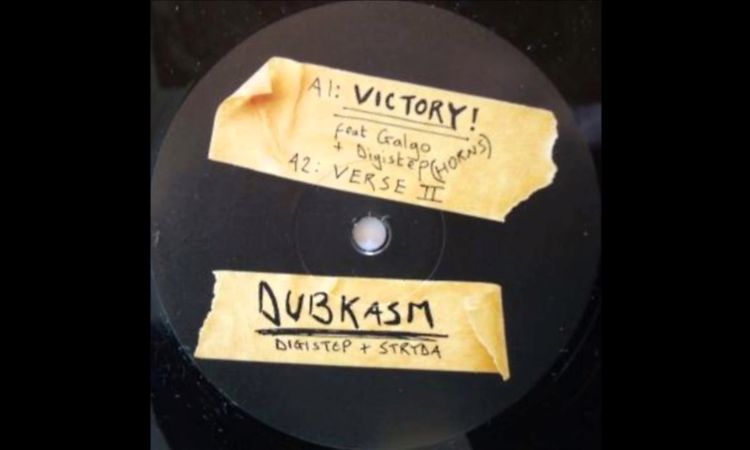 A1: VICTORY!
feat Galgo
+ Digistep (HORNS)
A2: VERSE II
DUBKASM
DIGISTEP + STRYDA